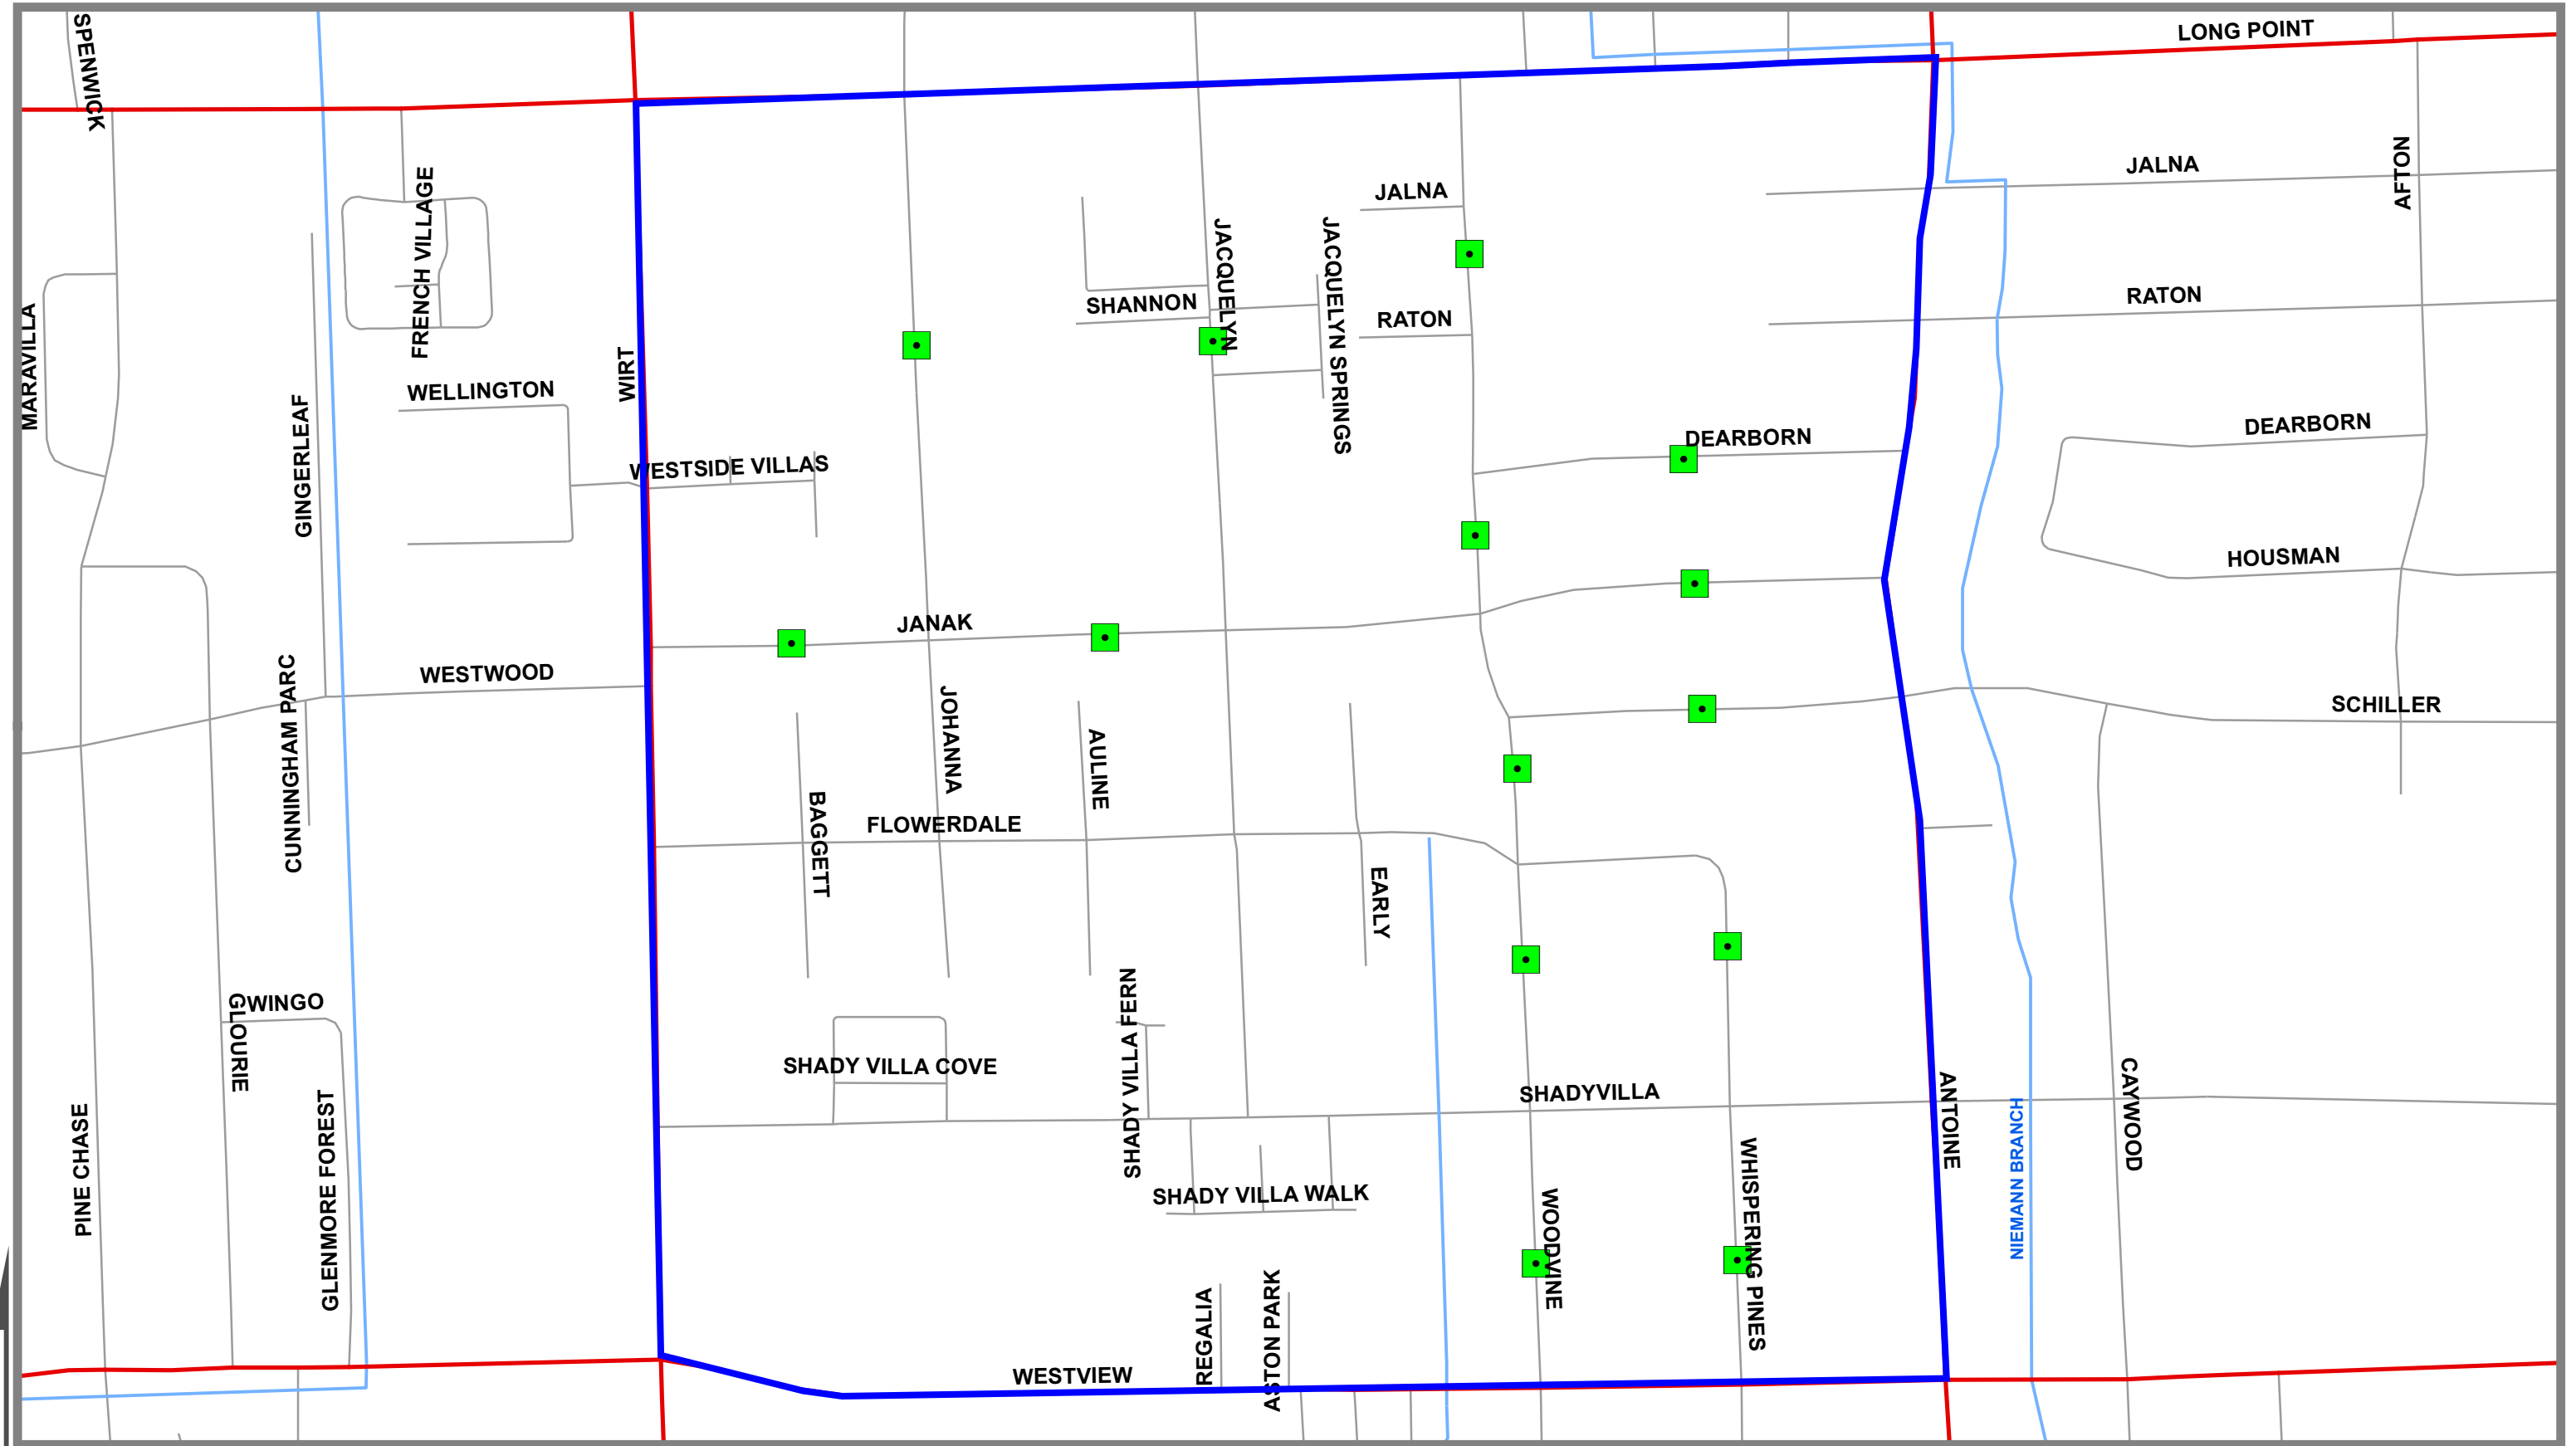 SPENWICK
LONG POINT
JALNA
AFTON
JALNA
FRENCH VILLAGE
JACQUELYN
JACQUELYN SPRINGS
SHANNON
RATON
RATON
MARAVILLA
WIRT
WELLINGTON
GINGERLEAF
WESTSIDE VILLAS
DEARBORN
DEARBORN
HOUSMAN
JANAK
WESTWOOD
CUNNINGHAM PARC
JOHANNA
AULINE
SCHILLER
BAGGETT
FLOWERDALE
EARLY
WINGO
GLOURIE
SHADY VILLA FERN
SHADY VILLA COVE
SHADYVILLA
ANTOINE
NIEMANN BRANCH
CAYWOOD
PINE CHASE
GLENMORE FOREST
SHADY VILLA WALK
WOODVINE
WHISPERING PINES
REGALIA
ASTON PARK
WESTVIEW